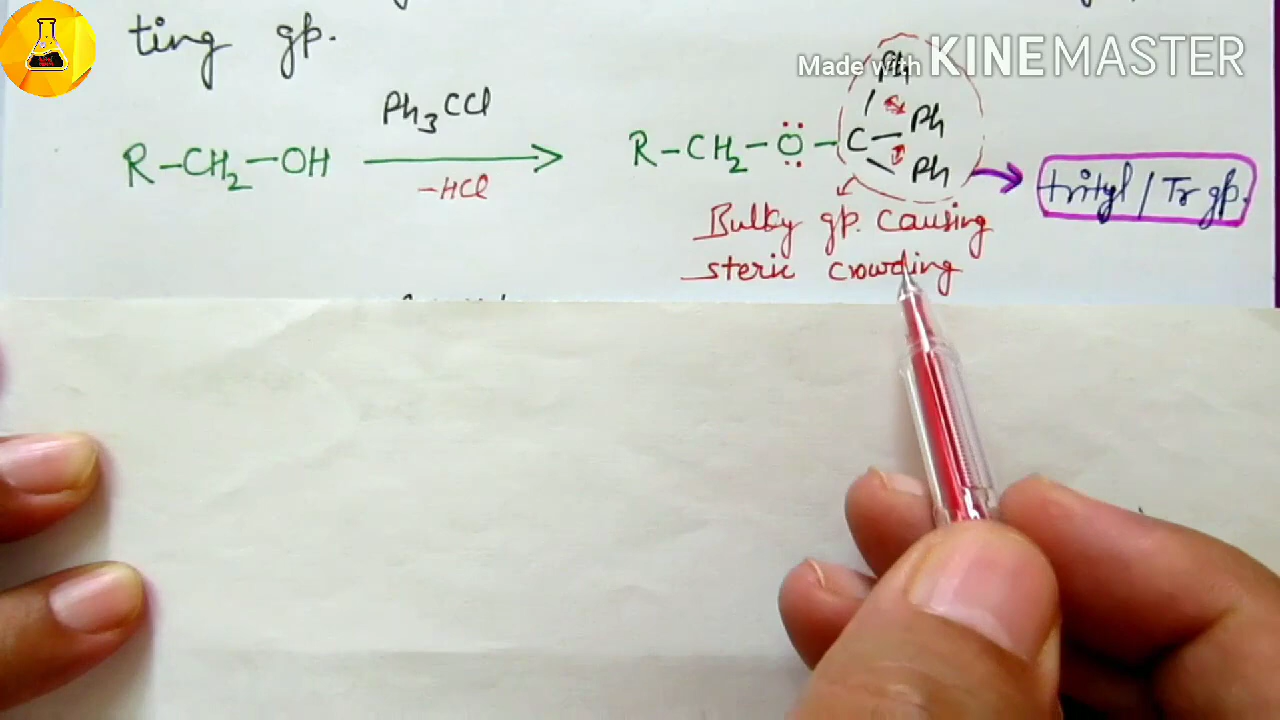 ting gp.
Made with KINEMASTER
Ph
Ph₃CCl
R-CH₂-OH
-HCl
R-CH₂-O-C-Ph
Ph
trityl / Tr gp.
Bulky gp. causing
steric crowding